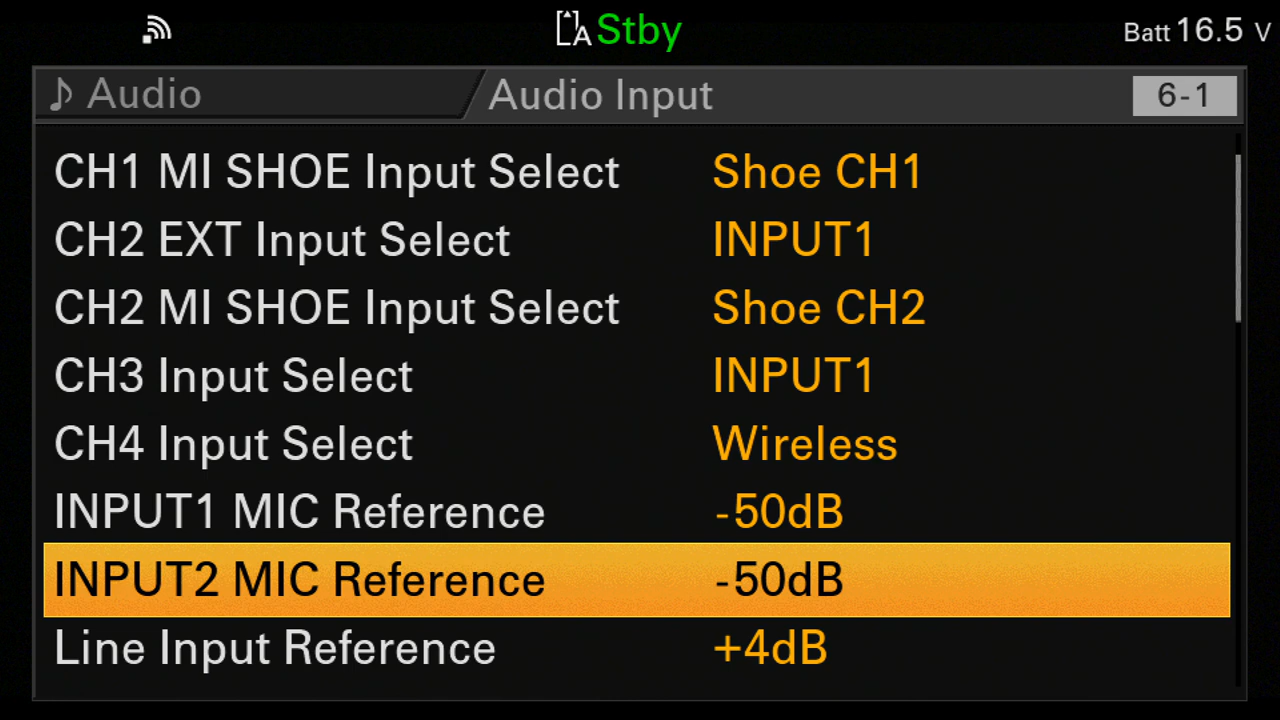 A Stby
Batt 16.5 V
Audio
Audio Input
6-1
CH1 MI SHOE Input Select Shoe CH1
CH2 EXT Input Select INPUT1
CH2 MI SHOE Input Select Shoe CH2
CH3 Input Select INPUT1
CH4 Input Select Wireless
INPUT1 MIC Reference -50dB
INPUT2 MIC Reference -50dB
Line Input Reference +4dB